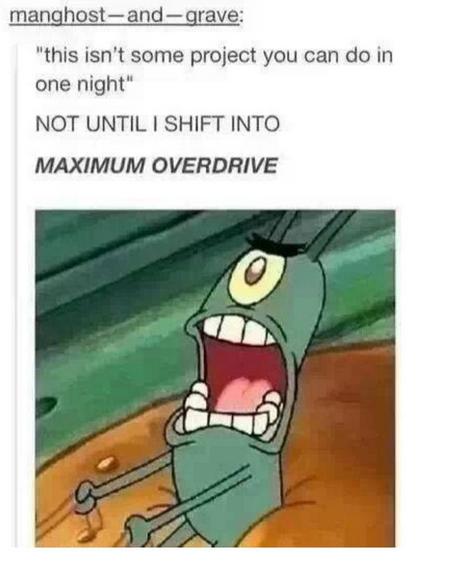 manghost—and—grave:
"this isn't some project you can do in
one night"
NOT UNTIL I SHIFT INTO
MAXIMUM OVERDRIVE